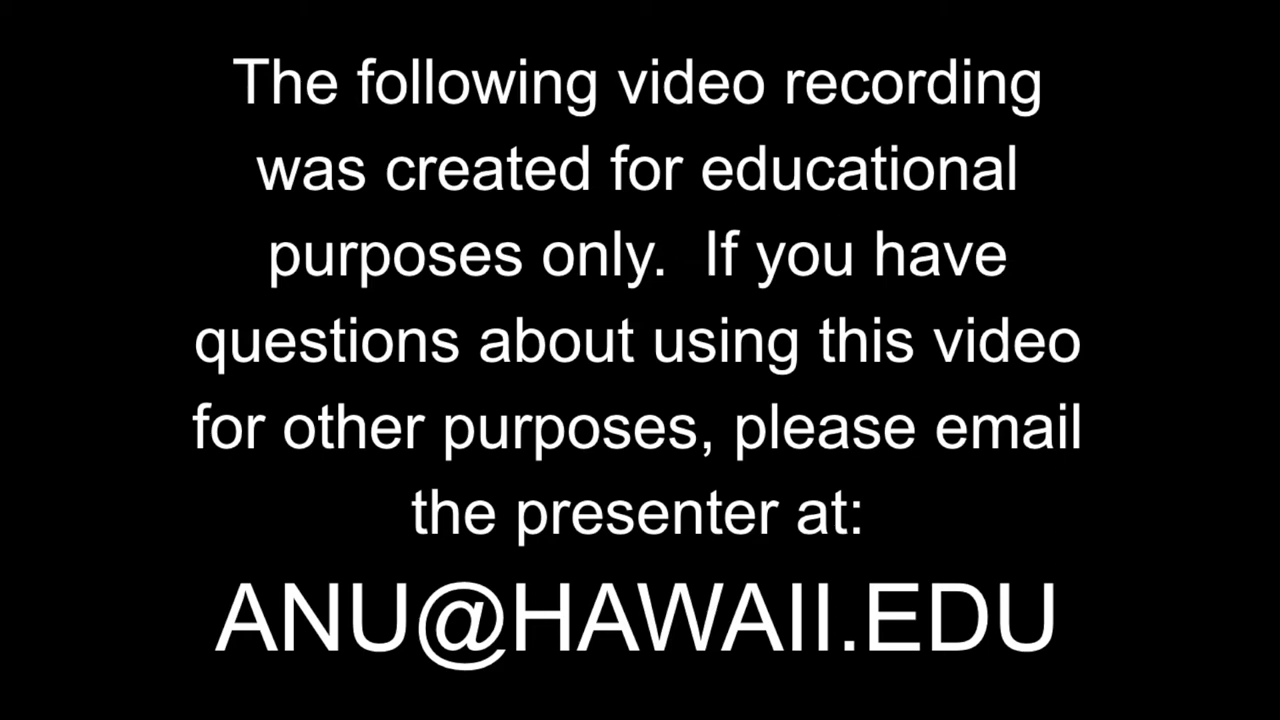 The following video recording
was created for educational
purposes only.  If you have
questions about using this video
for other purposes, please email
the presenter at:
ANU@HAWAII.EDU